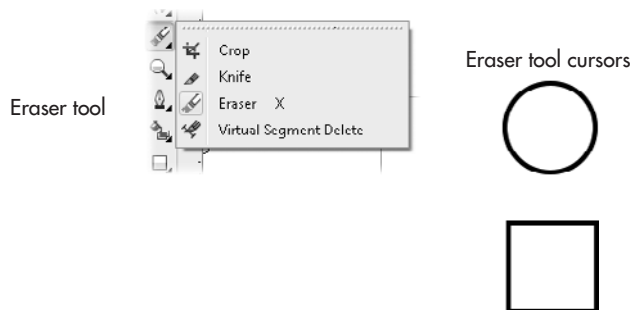 Eraser tool
Crop
Knife
Eraser X
Virtual Segment Delete
Eraser tool cursors